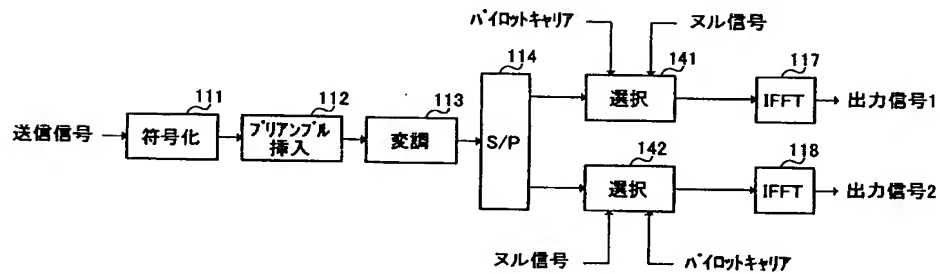 パイロットキャリア
ヌル信号
114
141
117
選択
IFFT
出力信号1
111
112
113
送信信号
符号化
プリアンブル
挿入
変調
S/P
142
118
選択
IFFT
出力信号2
ヌル信号
パイロットキャリア